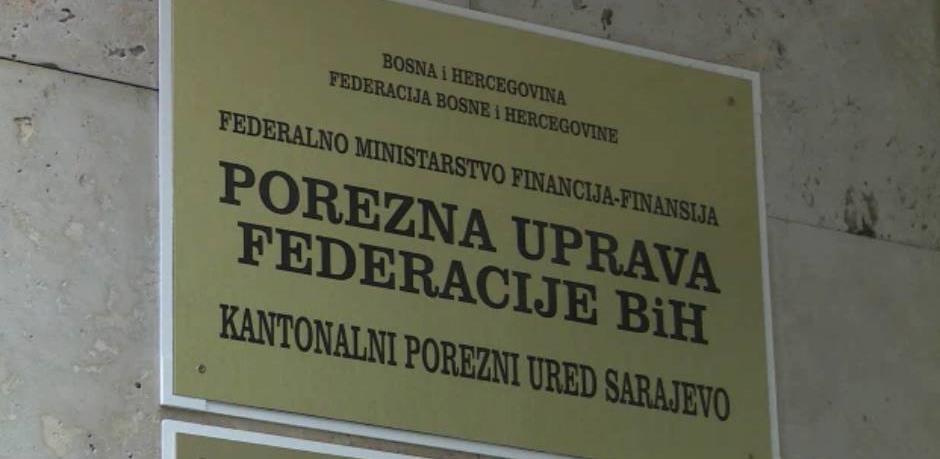 BOSNA i HERCEGOVINA
FEDERACIJA BOSNE i HERCEGOVINE
FEDERALNO MINISTARSTVO FINANCIJA-FINANSIJA
POREZNA UPRAVA
FEDERACIJE BiH
KANTONALNI POREZNI URED SARAJEVO